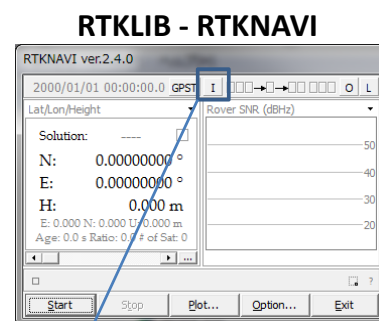 RTKLIB - RTKNAVI
RTKNAVI ver.2.4.0
2000/01/01 00:00:00.0 GPST I O L
Lat/Lon/Height Rover SNR (dBHz)
Solution: ----
N: 0.00000000 °
E: 0.00000000 °
H: 0.000 m
E: 0.000 N: 0.000 U: 0.000 m
Age: 0.0 s Ratio: 0.0 # of Sat: 0
50
40
30
20
...
?
Start Stop Plot... Option... Exit